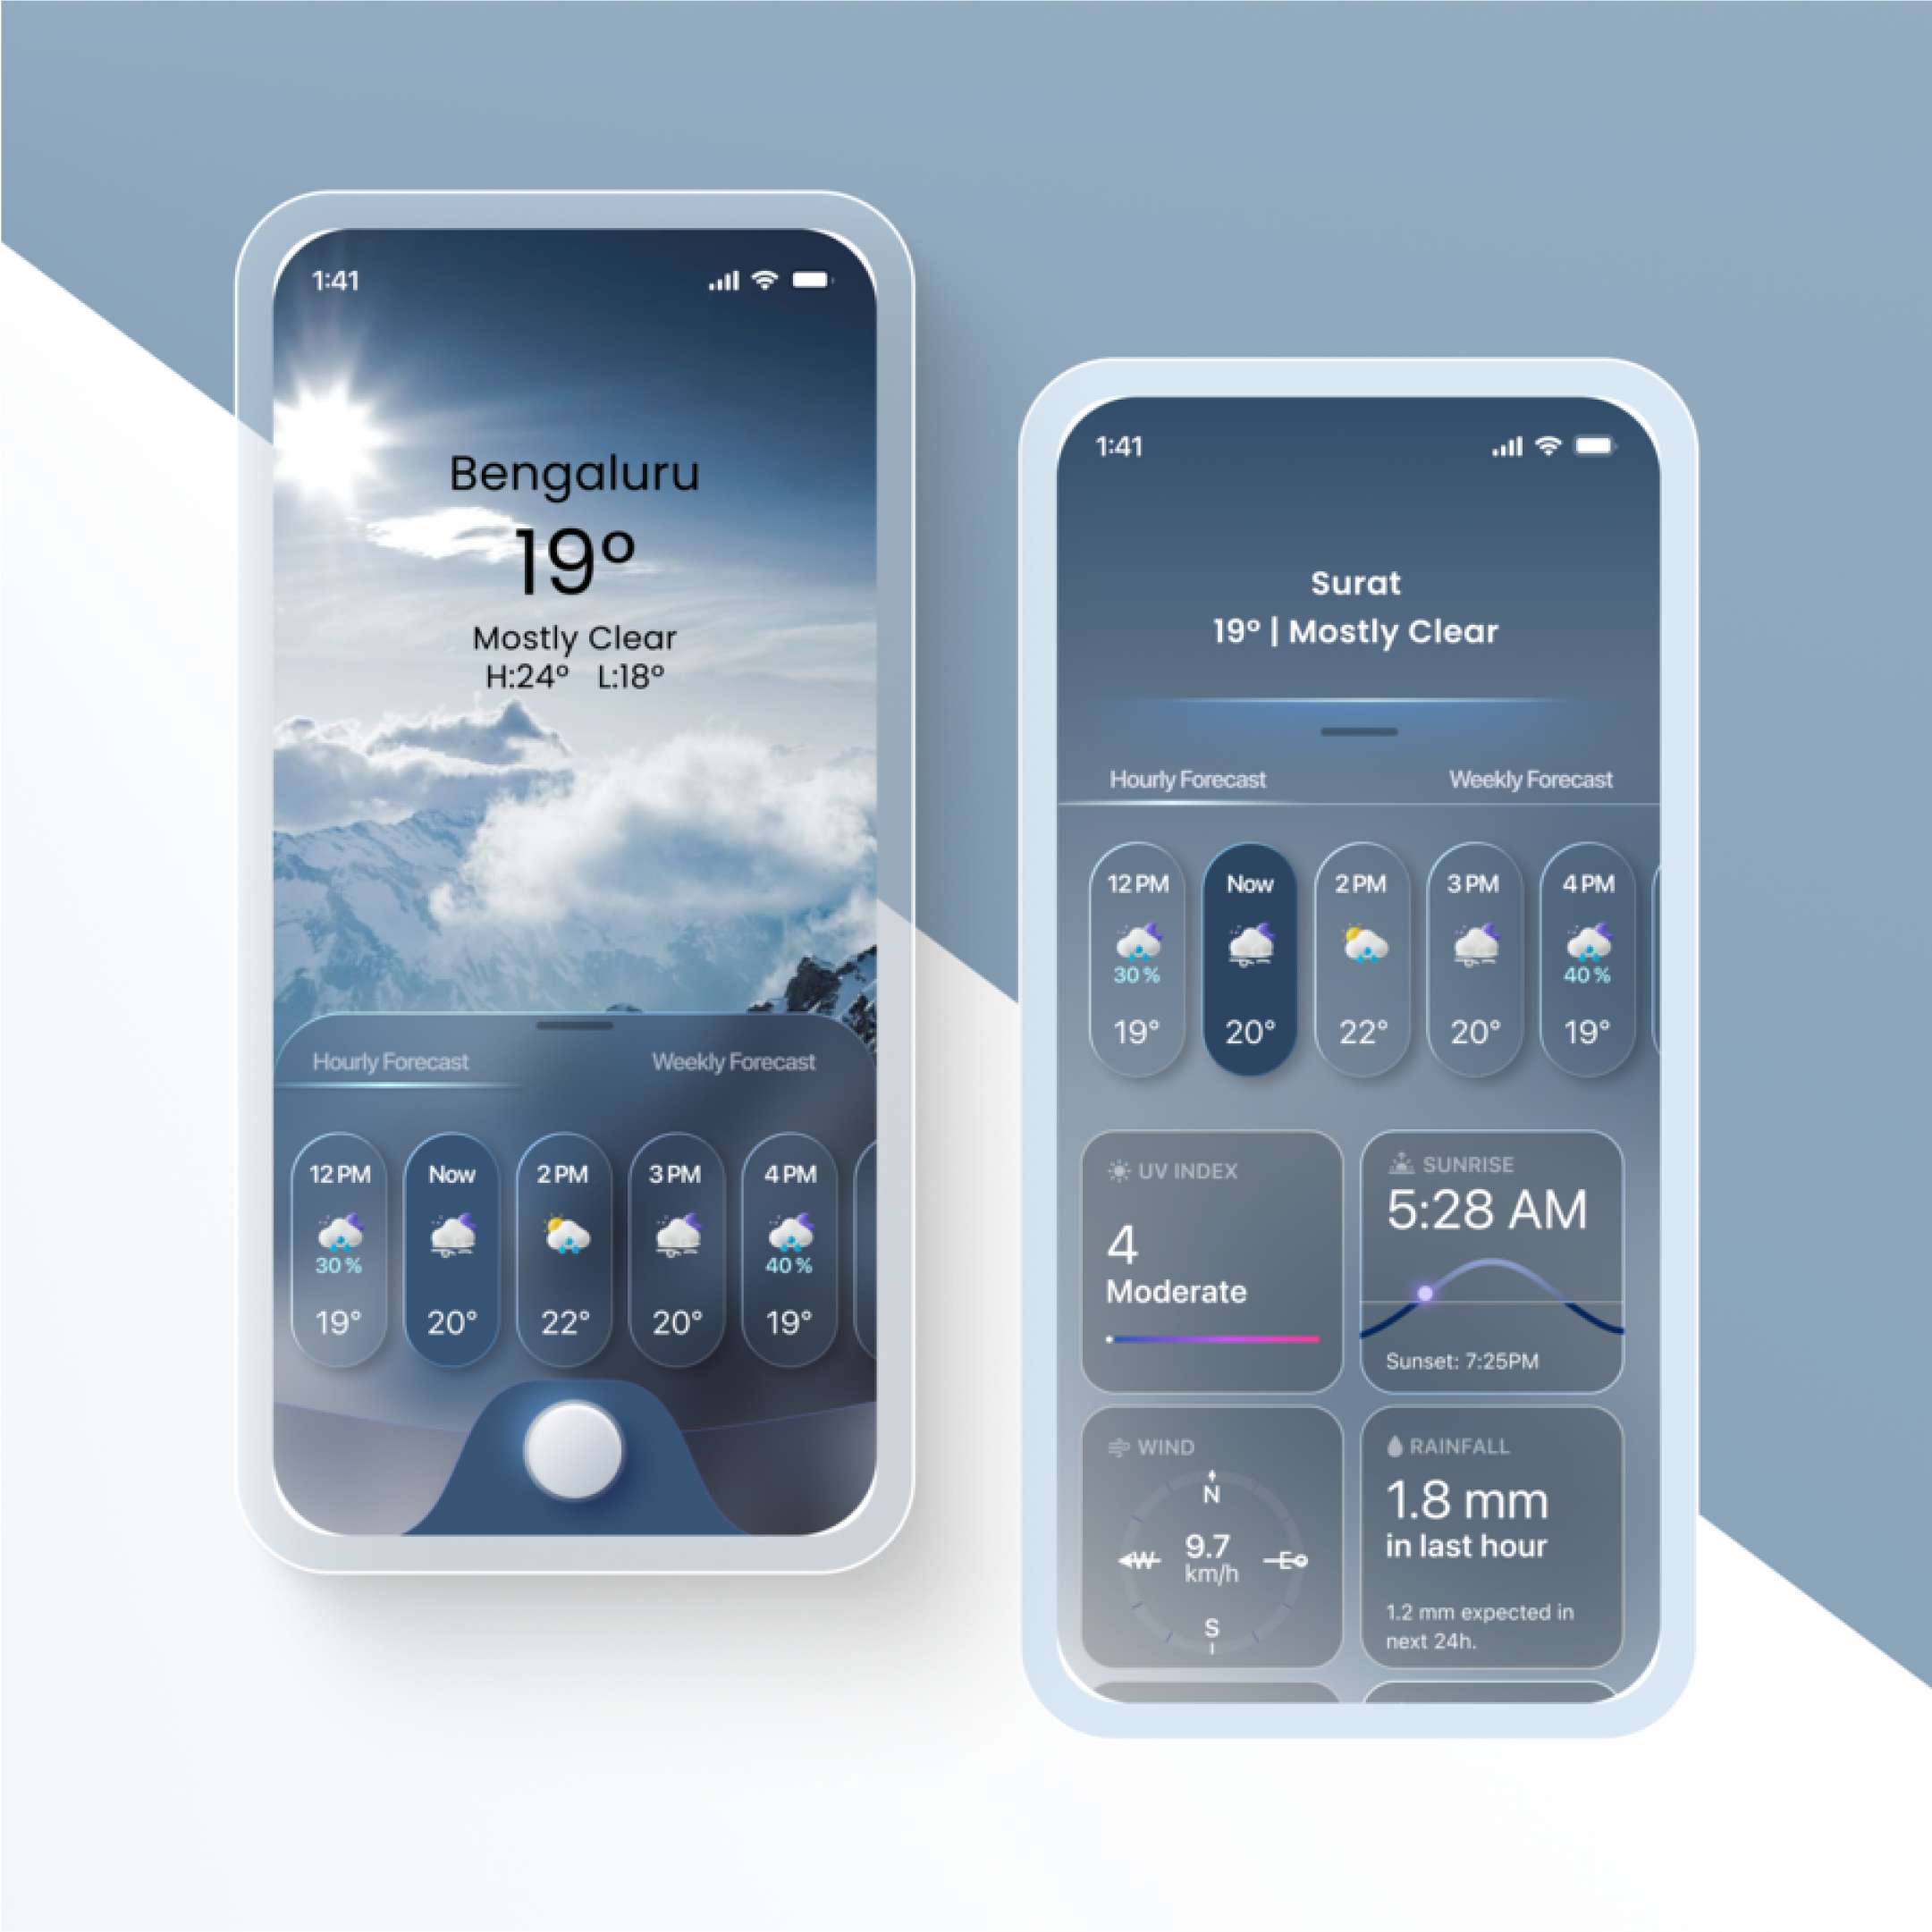 1:41
Bengaluru
19°
Mostly Clear
H:24° L:18°
Hourly Forecast Weekly Forecast
12 PM Now 2 PM 3 PM 4 PM
30 % 40 %
19° 20° 22° 20° 19°
1:41
Surat
19° | Mostly Clear
Hourly Forecast Weekly Forecast
12 PM Now 2 PM 3 PM 4 PM
30 % 40 %
19° 20° 22° 20° 19°
UV INDEX
4
Moderate
SUNRISE
5:28 AM
Sunset: 7:25PM
WIND
N
W 9.7 E
km/h
S
RAINFALL
1.8 mm
in last hour
1.2 mm expected in
next 24h.